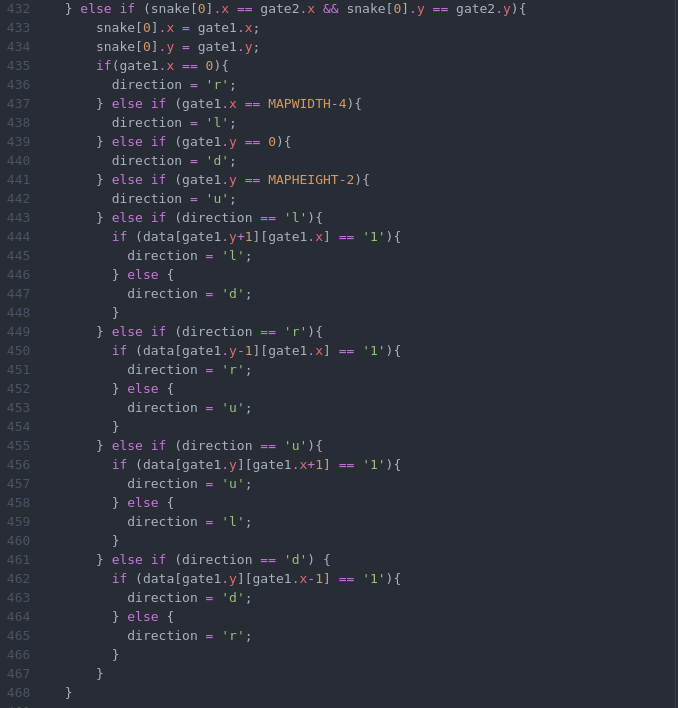 432 } else if (snake[0].x == gate2.x && snake[0].y == gate2.y){
433 snake[0].x = gate1.x;
434 snake[0].y = gate1.y;
435 if(gate1.x == 0){
436 direction = 'r';
437 } else if (gate1.x == MAPWIDTH-4){
438 direction = 'l';
439 } else if (gate1.y == 0){
440 direction = 'd';
441 } else if (gate1.y == MAPHEIGHT-2){
442 direction = 'u';
443 } else if (direction == 'l'){
444 if (data[gate1.y+1][gate1.x] == '1'){
445 direction = 'l';
446 } else {
447 direction = 'd';
448 }
449 } else if (direction == 'r'){
450 if (data[gate1.y-1][gate1.x] == '1'){
451 direction = 'r';
452 } else {
453 direction = 'u';
454 }
455 } else if (direction == 'u'){
456 if (data[gate1.y][gate1.x+1] == '1'){
457 direction = 'u';
458 } else {
459 direction = 'l';
460 }
461 } else if (direction == 'd') {
462 if (data[gate1.y][gate1.x-1] == '1'){
463 direction = 'd';
464 } else {
465 direction = 'r';
466 }
467 }
468 }